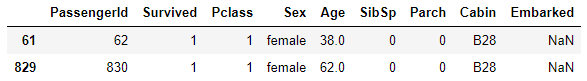 PassengerId Survived Pclass Sex Age SibSp Parch Cabin Embarked
61 62 1 1 female 38.0 0 0 B28 NaN
829 830 1 1 female 62.0 0 0 B28 NaN